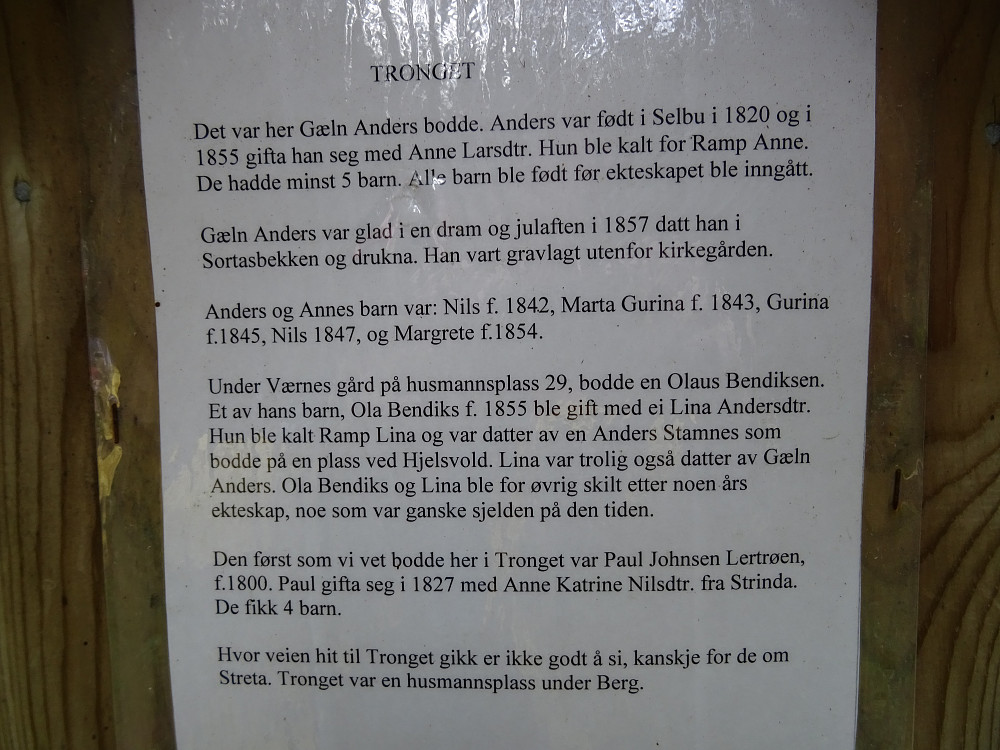 TRONGET
Det var her Gæln Anders bodde. Anders var født i Selbu i 1820 og i
1855 gifta han seg med Anne Larsdtr. Hun ble kalt for Ramp Anne.
De hadde minst 5 barn. Alle barn ble født før ekteskapet ble inngått.
Gæln Anders var glad i en dram og julaften i 1857 datt han i
Sortasbekken og drukna. Han vart gravlagt utenfor kirkegården.
Anders og Annes barn var: Nils f. 1842, Marta Gurina f. 1843, Gurina
f.1845, Nils 1847, og Margrete f.1854.
Under Værnes gård på husmannsplass 29, bodde en Olaus Bendiksen.
Et av hans barn, Ola Bendiks f. 1855 ble gift med ei Lina Andersdtr.
Hun ble kalt Ramp Lina og var datter av en Anders Stamnes som
bodde på en plass ved Hjelsvold. Lina var trolig også datter av Gæln
Anders. Ola Bendiks og Lina ble for øvrig skilt etter noen års
ekteskap, noe som var ganske sjelden på den tiden.
Den først som vi vet bodde her i Tronget var Paul Johnsen Lertrøen,
f.1800. Paul gifta seg i 1827 med Anne Katrine Nilsdtr. fra Strinda.
De fikk 4 barn.
Hvor veien hit til Tronget gikk er ikke godt å si, kanskje for de om
Streta. Tronget var en husmannsplass under Berg.